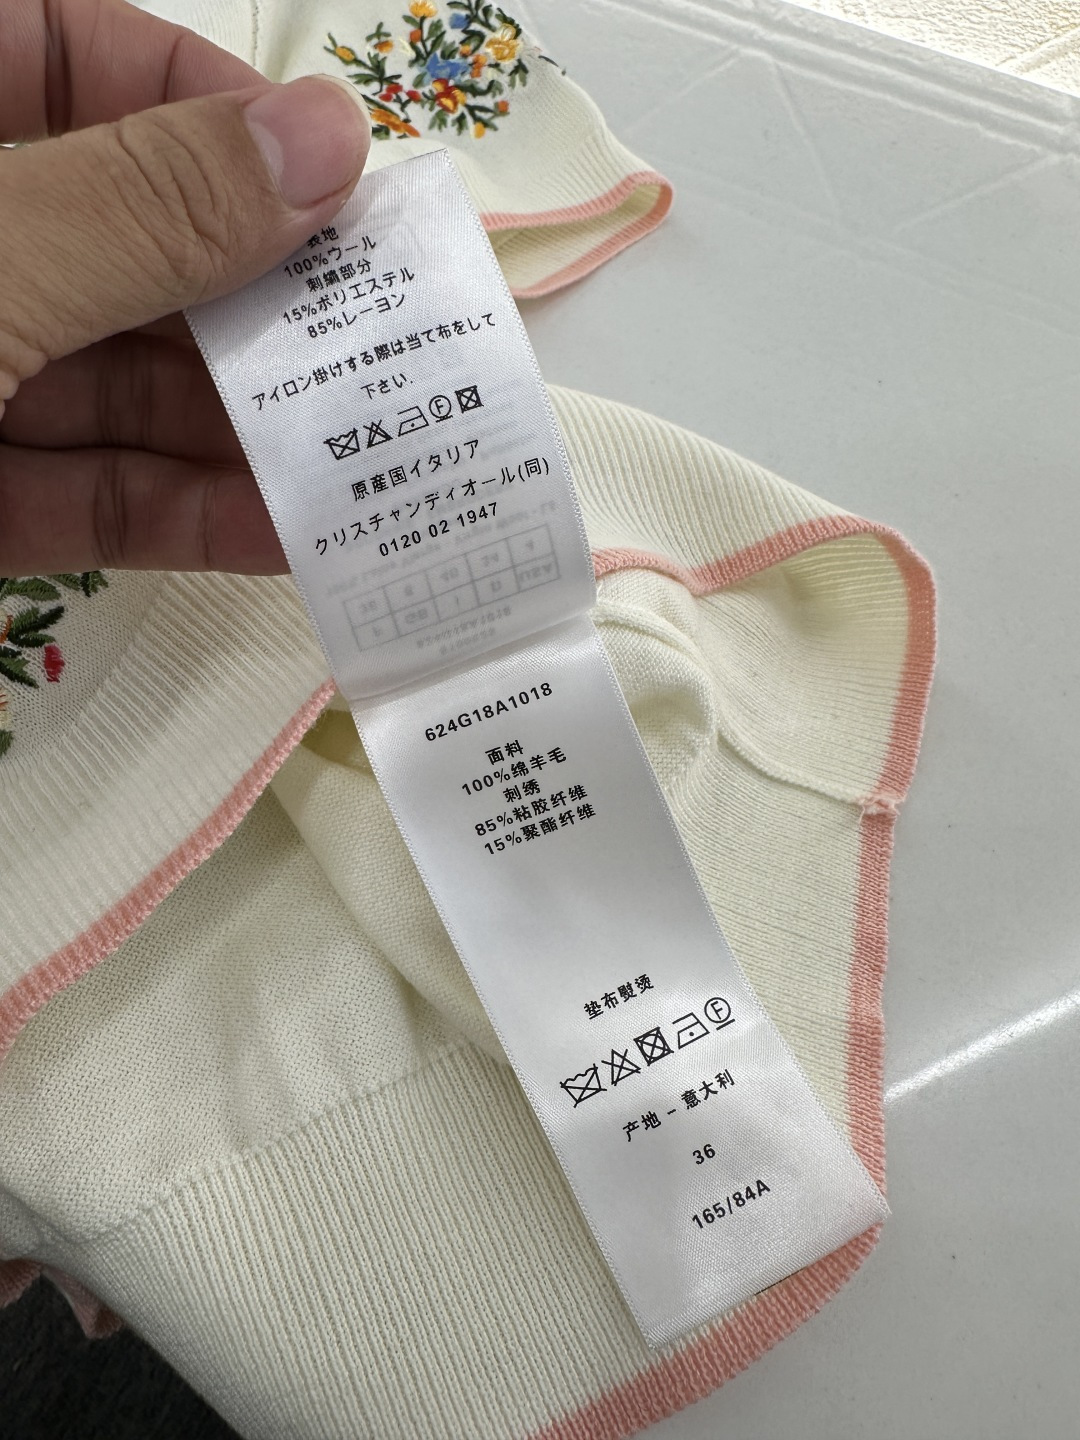 表地
100%ウール
刺繍部分
15%ポリエステル
85%レーヨン
アイロン掛けする際は当て布をして
下さい.
F
原産国イタリア
クリスチャンディオール(同)
0120 02 1947
624G18A1018
面料
100%绵羊毛
刺绣
85%粘胶纤维
15%聚酯纤维
垫布熨烫
F
产地 - 意大利
36
165/84A